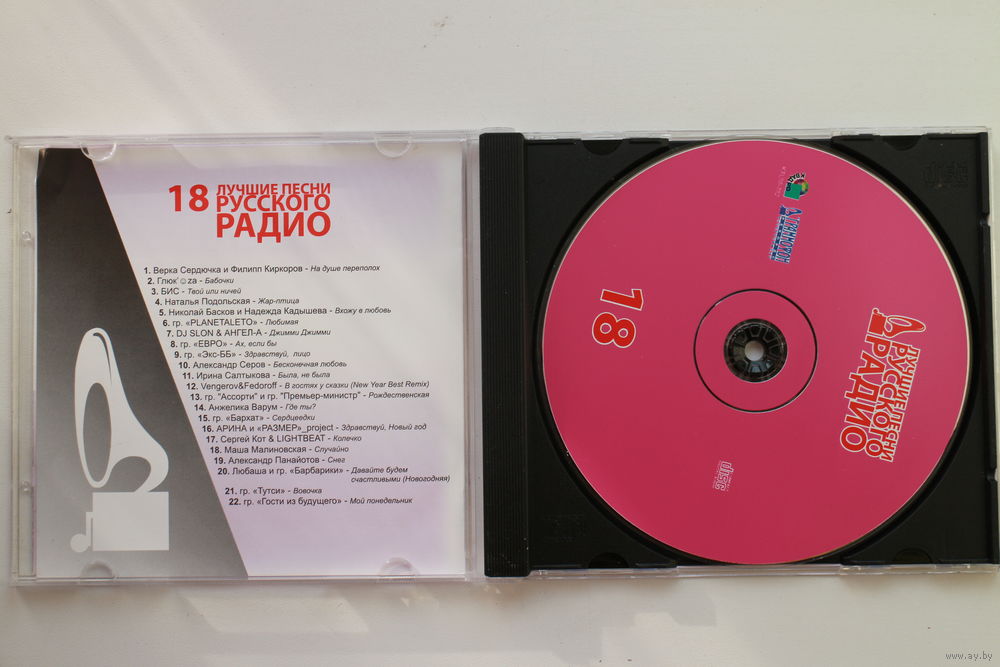 18 ЛУЧШИЕ ПЕСНИ
РУССКОГО
РАДИО
1. Верка Сердючка и Филипп Киркоров - На душе переполох
2. Глюк'☺za - Бабочки
3. БИС - Твой или ничей
4. Наталья Подольская - Жар-птица
5. Николай Басков и Надежда Кадышева - Вхожу в любовь
6. гр. «PLANETALETO» - Любимая
7. DJ SLON & АНГЕЛ-А - Джимми Джимми
8. гр. «ЕВРО» - Ах, если бы
9. гр. «Экс-ББ» - Здравствуй, лицо
10. Александр Серов - Бесконечная любовь
11. Ирина Салтыкова - Была, не была
12. Vengerov&Fedoroff - В гостях у сказки (New Year Best Remix)
13. гр. "Ассорти" и гр. "Премьер-министр" - Рождественская
14. Анжелика Варум - Где ты?
15. гр. «Бархат» - Сердцеедки
16. АРИНА и «РАЗМЕР»_project - Здравствуй, Новый год
17. Сергей Кот & LIGHTBEAT - Колечко
18. Маша Малиновская - Случайно
19. Александр Панайотов - Снег
20. Любаша и гр. «Барбарики» - Давайте будем
счастливыми (Новогодняя)
21. гр. «Тутси» - Вовочка
22. гр. «Гости из будущего» - Мой понедельник
КВАДРО
18
ЛУЧШИЕ ПЕСНИ
РУССКОГО
РАДИО
disc
www.ay.by